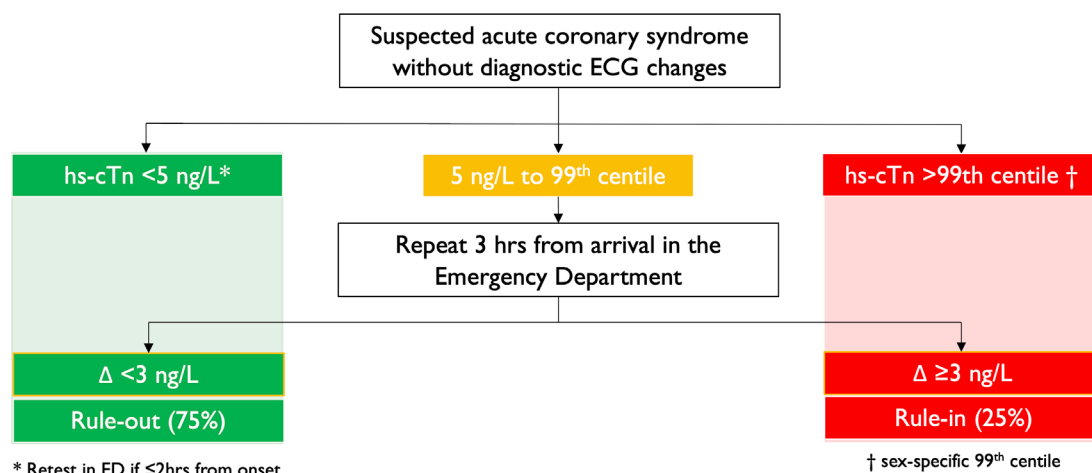 Suspected acute coronary syndrome
without diagnostic ECG changes
hs-cTn <5 ng/L*
5 ng/L to 99th centile
hs-cTn >99th centile †
Repeat 3 hrs from arrival in the
Emergency Department
Δ <3 ng/L
Δ ≥3 ng/L
Rule-out (75%)
Rule-in (25%)
* Retest in ED if ≤2hrs from onset
† sex-specific 99th centile